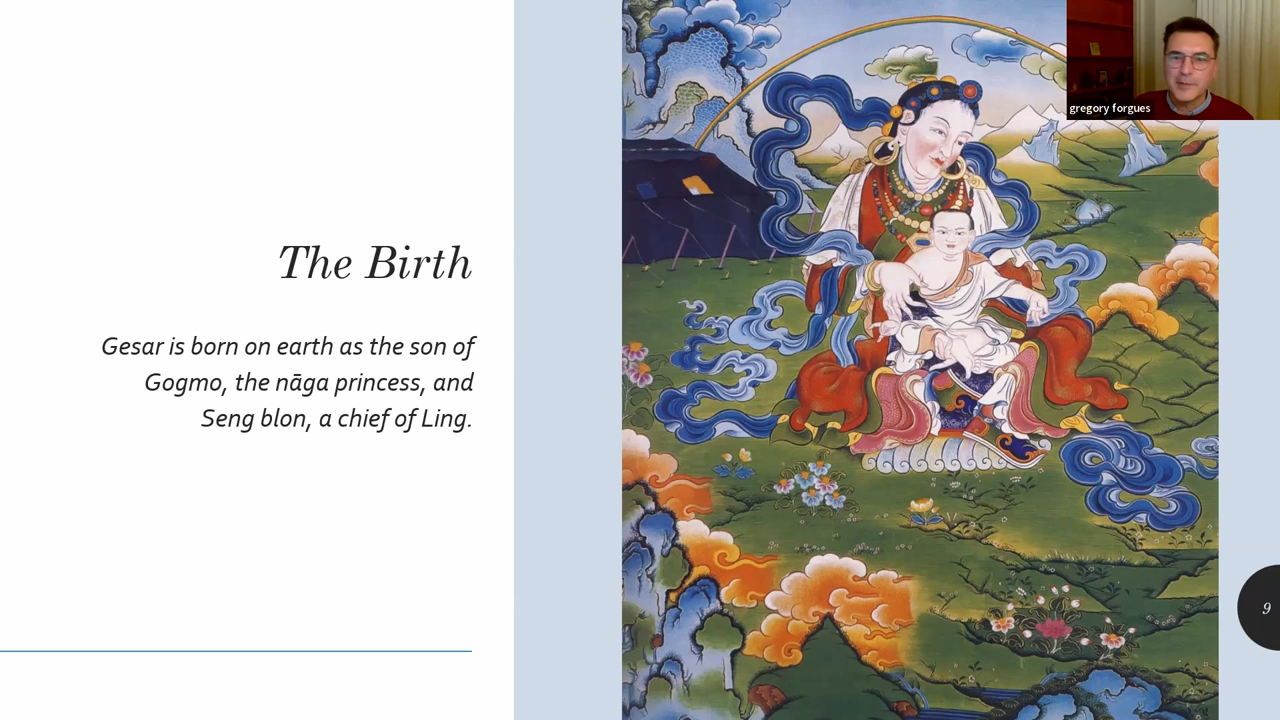 The Birth
Gesar is born on earth as the son of
Gogmo, the nāga princess, and
Seng blon, a chief of Ling.
gregory forgues
9